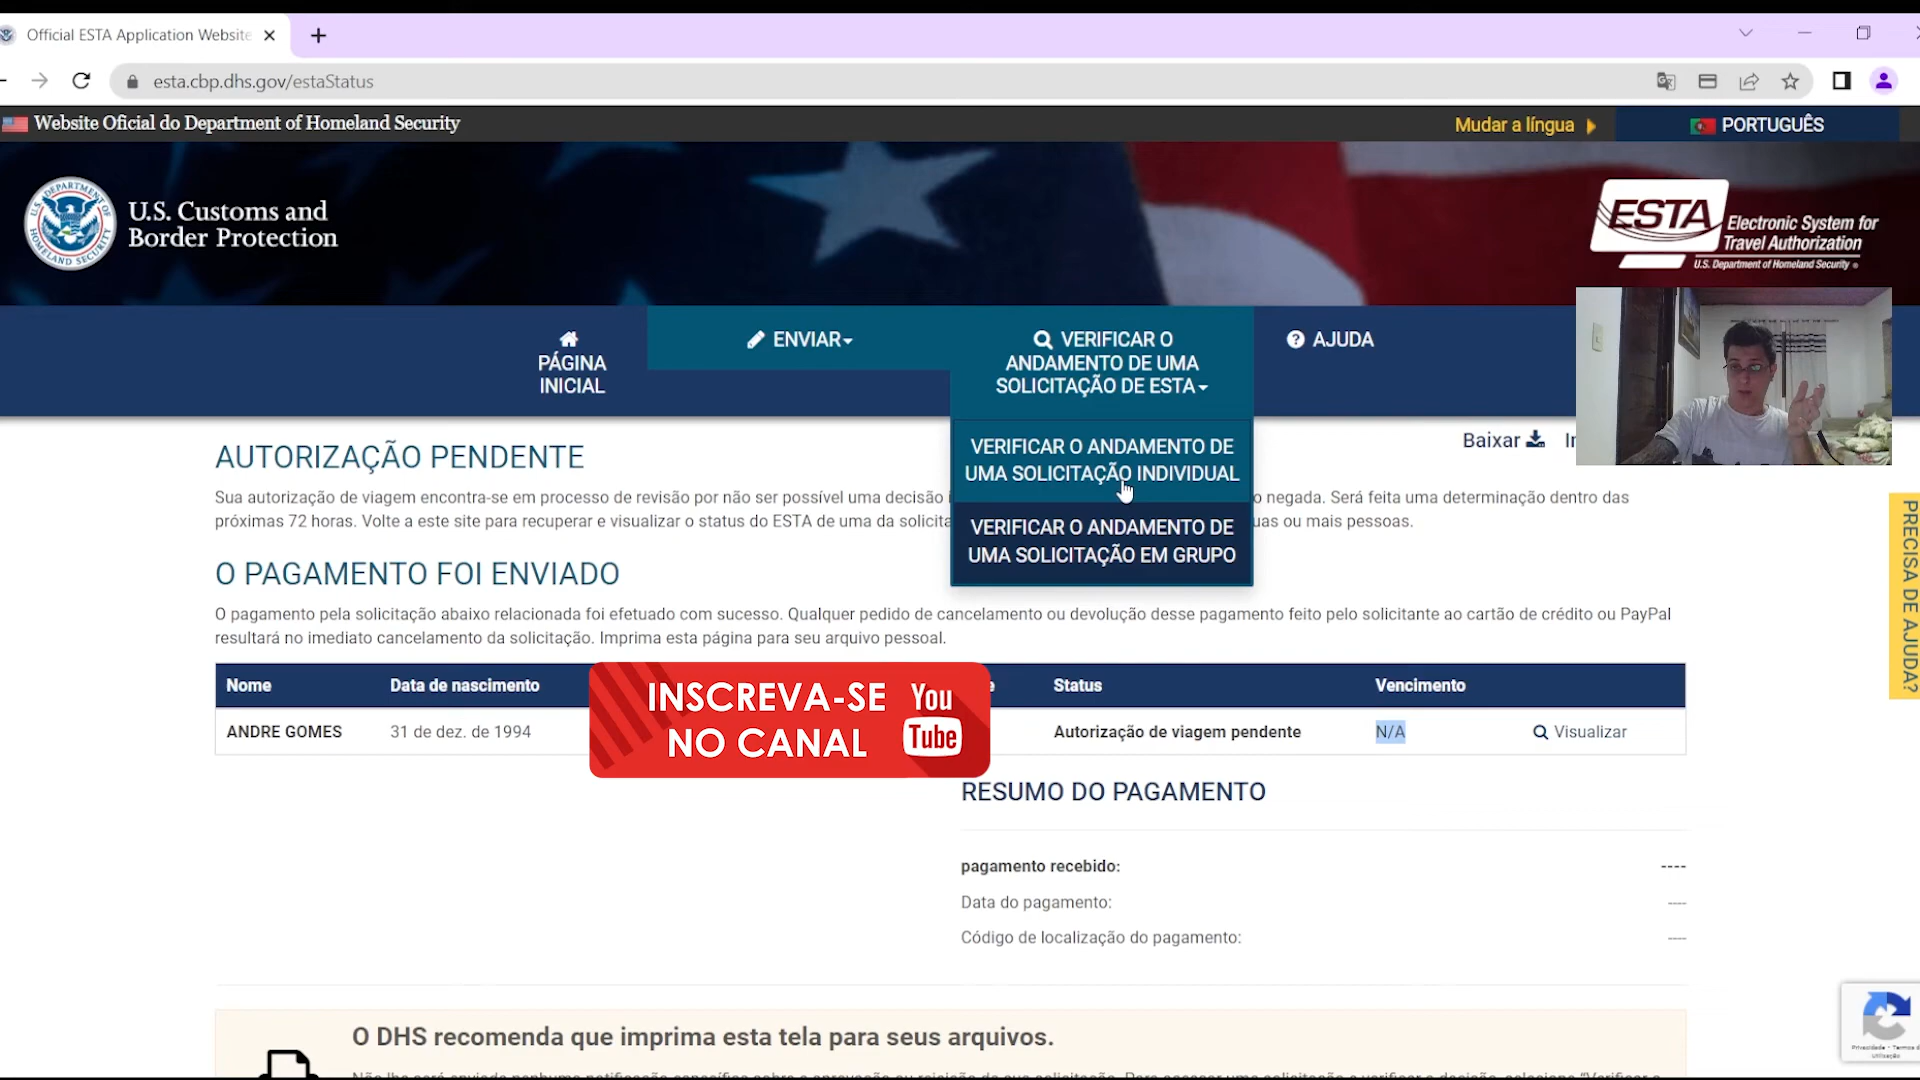 Official ESTA Application Website
esta.cbp.dhs.gov/estaStatus
Website Oficial do Department of Homeland Security
Mudar a língua
PORTUGUÊS
U.S. Customs and
Border Protection
ESTA
Electronic System for
Travel Authorization
U.S. Department of Homeland Security
PÁGINA
INICIAL
ENVIAR
VERIFICAR O
ANDAMENTO DE UMA
SOLICITAÇÃO DE ESTA
AJUDA
VERIFICAR O ANDAMENTO DE
UMA SOLICITAÇÃO INDIVIDUAL
VERIFICAR O ANDAMENTO DE
UMA SOLICITAÇÃO EM GRUPO
Baixar
AUTORIZAÇÃO PENDENTE
Sua autorização de viagem encontra-se em processo de revisão por não ser possível uma decisão negada. Será feita uma determinação dentro das
próximas 72 horas. Volte a este site para recuperar e visualizar o status do ESTA de uma da ou mais pessoas.
PRECISA DE AJUDA?
O PAGAMENTO FOI ENVIADO
O pagamento pela solicitação abaixo relacionada foi efetuado com sucesso. Qualquer pedido de cancelamento ou devolução desse pagamento feito pelo solicitante ao cartão de crédito ou PayPal
resultará no imediato cancelamento da solicitação. Imprima esta página para seu arquivo pessoal.
Nome Data de nascimento Status Vencimento
ANDRE GOMES 31 de dez. de 1994 Autorização de viagem pendente N/A Visualizar
INSCREVA-SE
NO CANAL
You
Tube
RESUMO DO PAGAMENTO
pagamento recebido: ----
Data do pagamento: ----
Código de localização do pagamento: ----
O DHS recomenda que imprima esta tela para seus arquivos.